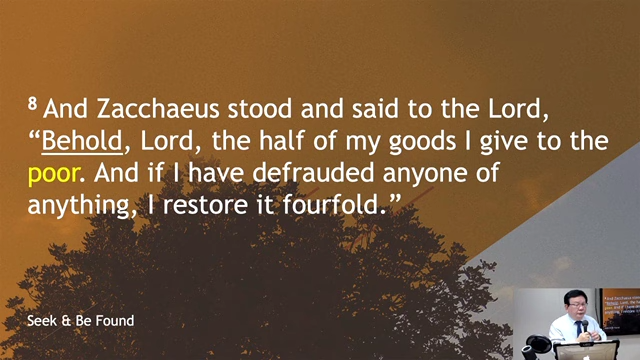 8 And Zacchaeus stood and said to the Lord,
“Behold, Lord, the half of my goods I give to the
poor. And if I have defrauded anyone of
anything, I restore it fourfold.”
Seek & Be Found